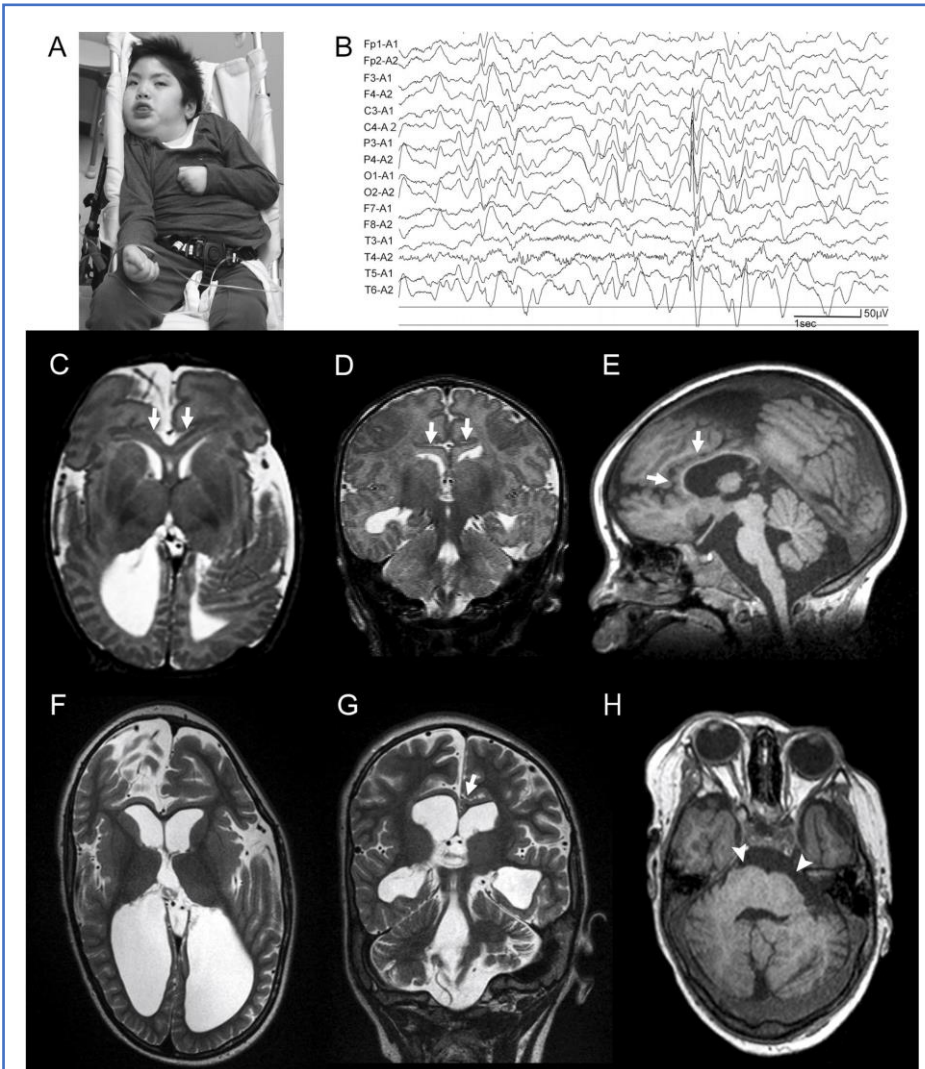 A
B
Fp1-A1
Fp2-A2
F3-A1
F4-A2
C3-A1
C4-A2
P3-A1
P4-A2
O1-A1
O2-A2
F7-A1
F8-A2
T3-A1
T4-A2
T5-A1
T6-A2
50μV
1sec
C
D
E
F
G
H